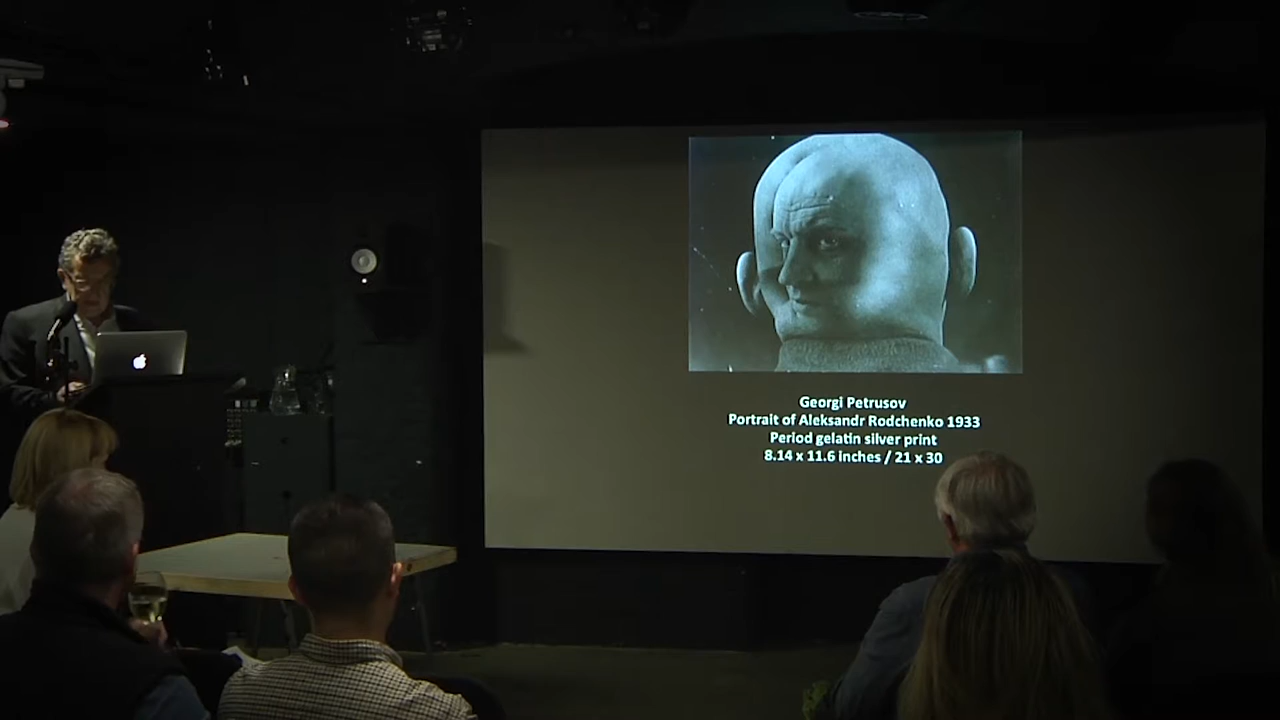 Georgi Petrusov
Portrait of Aleksandr Rodchenko 1933
Period gelatin silver print
8.14 x 11.6 inches / 21 x 30